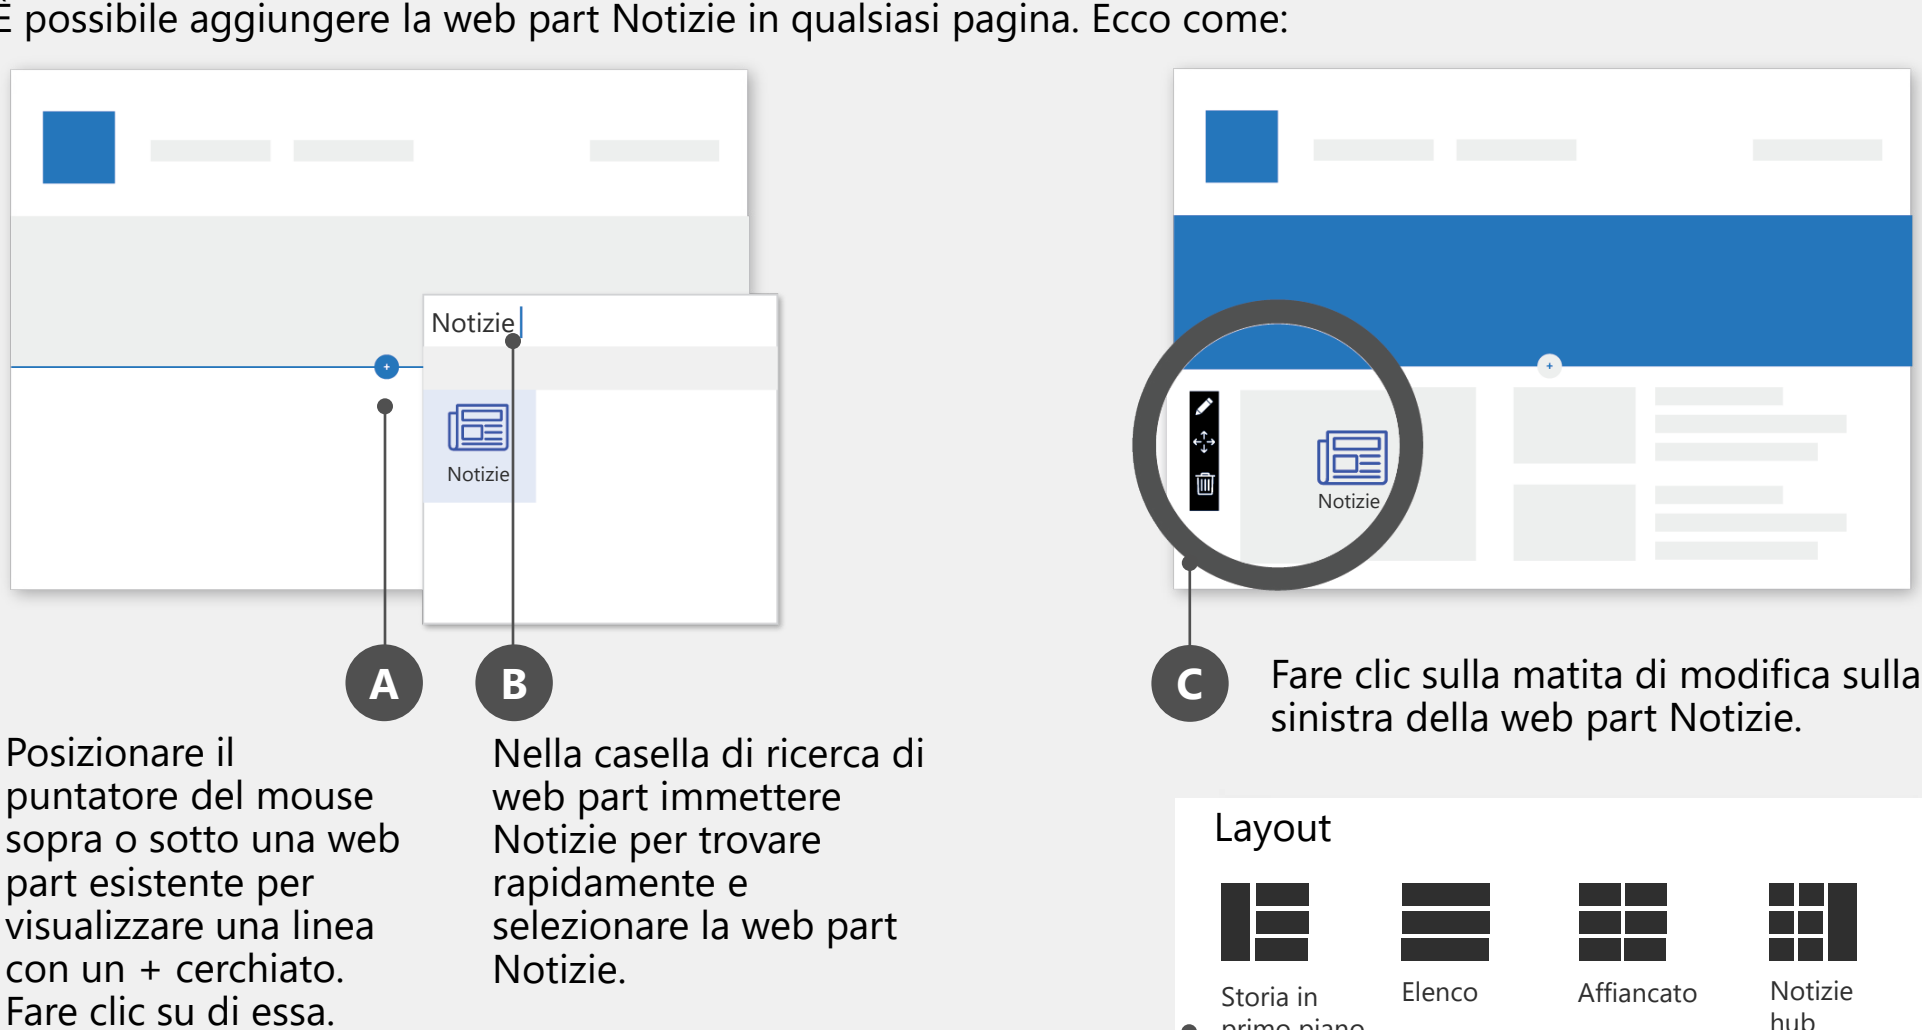 È possibile aggiungere la web part Notizie in qualsiasi pagina. Ecco come:
Notizie
Notizie
A
B
Posizionare il
puntatore del mouse
sopra o sotto una web
part esistente per
visualizzare una linea
con un + cerchiato.
Fare clic su di essa.
Nella casella di ricerca di
web part immettere
Notizie per trovare
rapidamente e
selezionare la web part
Notizie.
Notizie
C
Fare clic sulla matita di modifica sulla
sinistra della web part Notizie.
Layout
Storia in
primo piano
Elenco
Affiancato
Notizie
hub